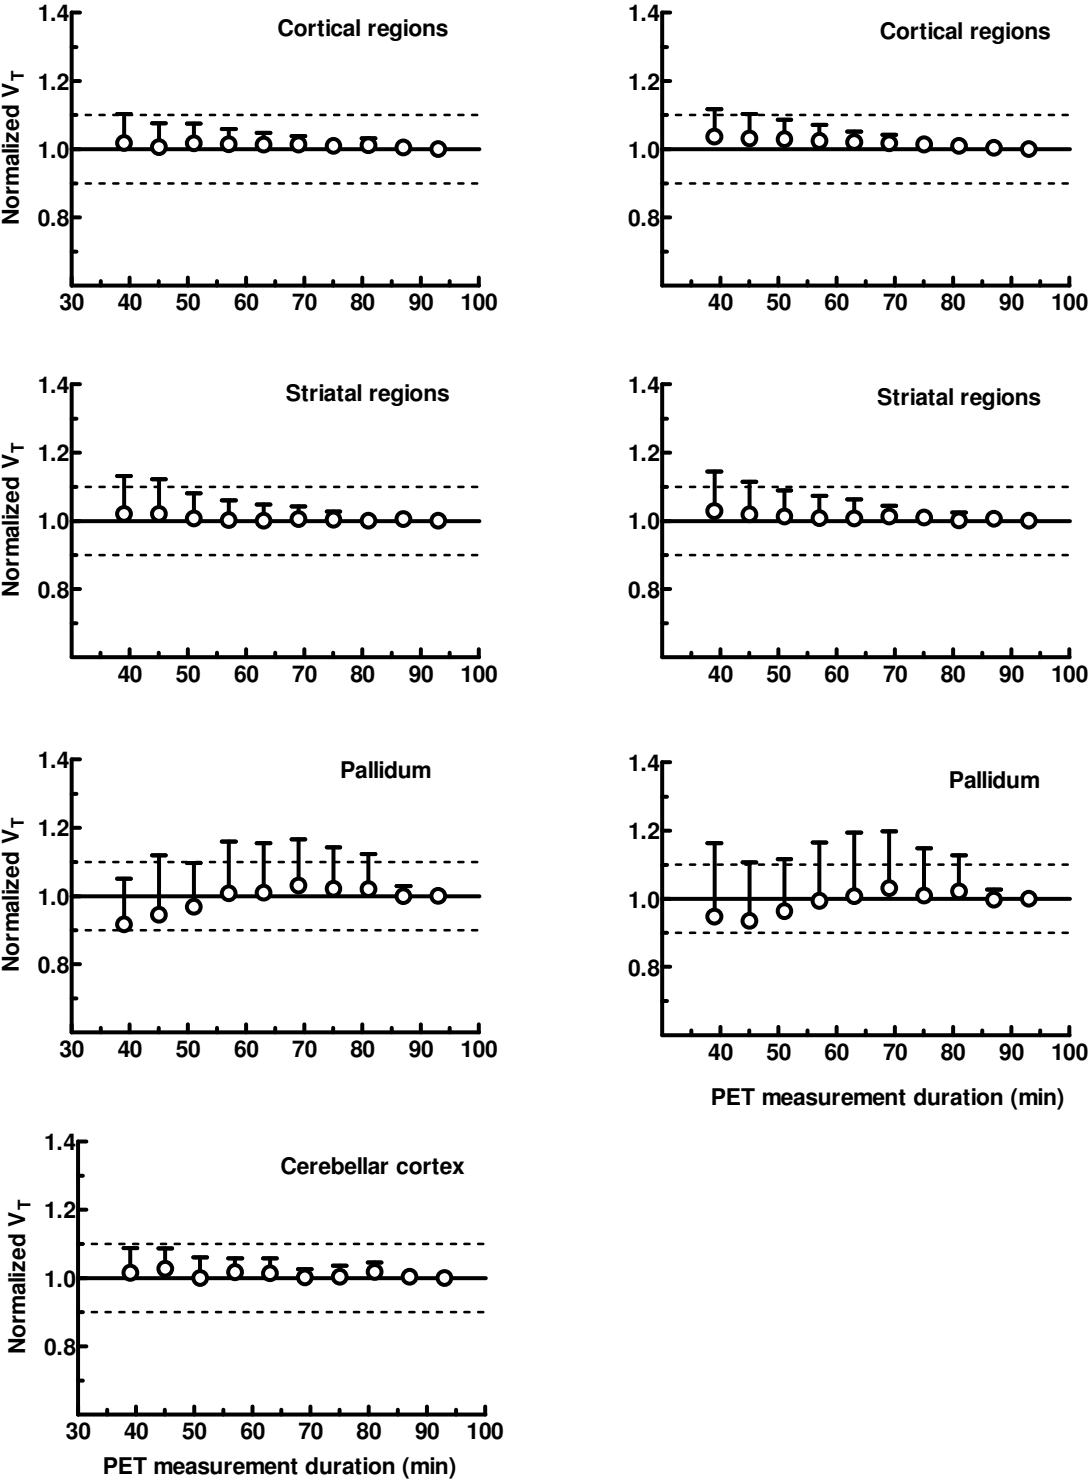 Cortical regions
Normalized VT
1.4
1.2
1.0
0.8
30 40 50 60 70 80 90 100
Cortical regions
1.4
1.2
1.0
0.8
40 50 60 70 80 90 100
Striatal regions
Normalized VT
1.4
1.2
1.0
0.8
40 50 60 70 80 90 100
Striatal regions
1.4
1.2
1.0
0.8
40 50 60 70 80 90 100
Pallidum
Normalized VT
1.4
1.2
1.0
0.8
30 40 50 60 70 80 90 100
Pallidum
1.4
1.2
1.0
0.8
40 50 60 70 80 90 100
PET measurement duration (min)
Cerebellar cortex
Normalized VT
1.4
1.2
1.0
0.8
30 40 50 60 70 80 90 100
PET measurement duration (min)